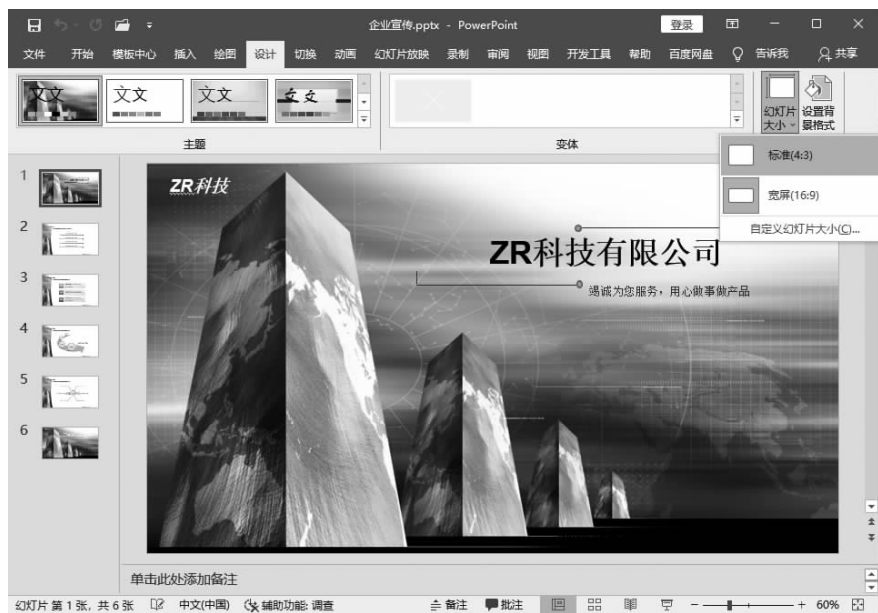 企业宣传.pptx - PowerPoint
登录
文件 开始 模板中心 插入 绘图 设计 切换 动画 幻灯片放映 录制 审阅 视图 开发工具 帮助 百度网盘 告诉我 共享
文文 文文 文文 文文
幻灯片大小
设置背景格式
主题
变体
标准(4:3)
宽屏(16:9)
自定义幻灯片大小(C)...
1
2
3
4
5
6
ZR科技
ZR科技有限公司
竭诚为您服务,用心做事做产品
单击此处添加备注
幻灯片 第 1 张,共 6 张 中文(中国) 辅助功能: 调查 备注 批注 60%